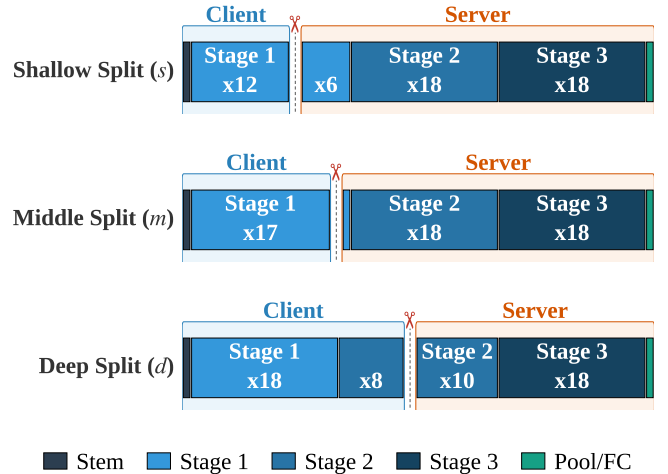 Client Server
Shallow Split (s)
Stage 1 Stage 2 Stage 3
x12 x6 x18 x18
Client Server
Middle Split (m)
Stage 1 Stage 2 Stage 3
x17 x18 x18
Client Server
Deep Split (d)
Stage 1 Stage 2 Stage 3
x18 x8 x10 x18
Stem Stage 1 Stage 2 Stage 3 Pool/FC